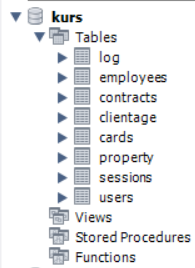 kurs
Tables
log
employees
contracts
clientage
cards
property
sessions
users
Views
Stored Procedures
Functions